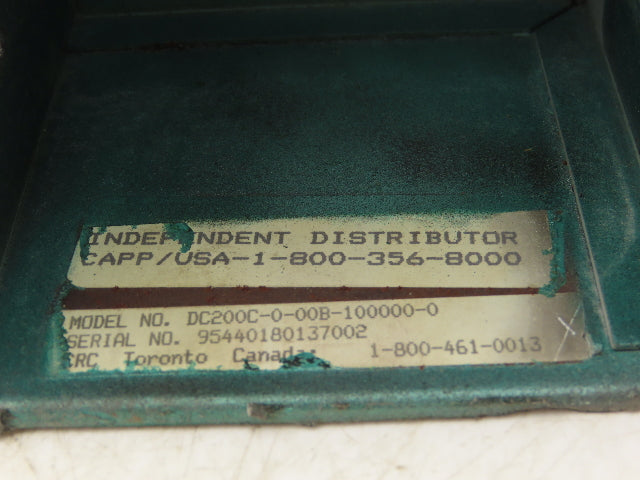 INDEPENDENT DISTRIBUTOR
CAPP/USA-1-800-356-8000
MODEL NO. DC200C-0-00B-100000-0
SERIAL NO. 95440180137002
CRC Toronto Canada 1-800-461-0013